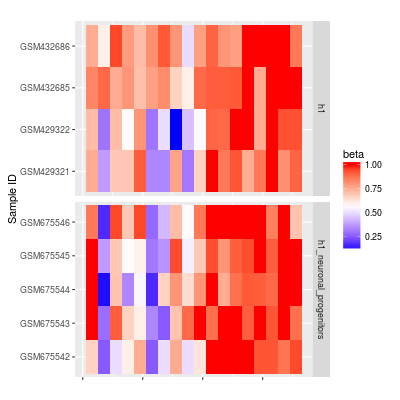 GSM432686
GSM432685
GSM429322
GSM429321
h1
GSM675546
GSM675545
GSM675544
GSM675543
GSM675542
h1_neuronal_progenitors
Sample ID
beta
1.00
0.75
0.50
0.25